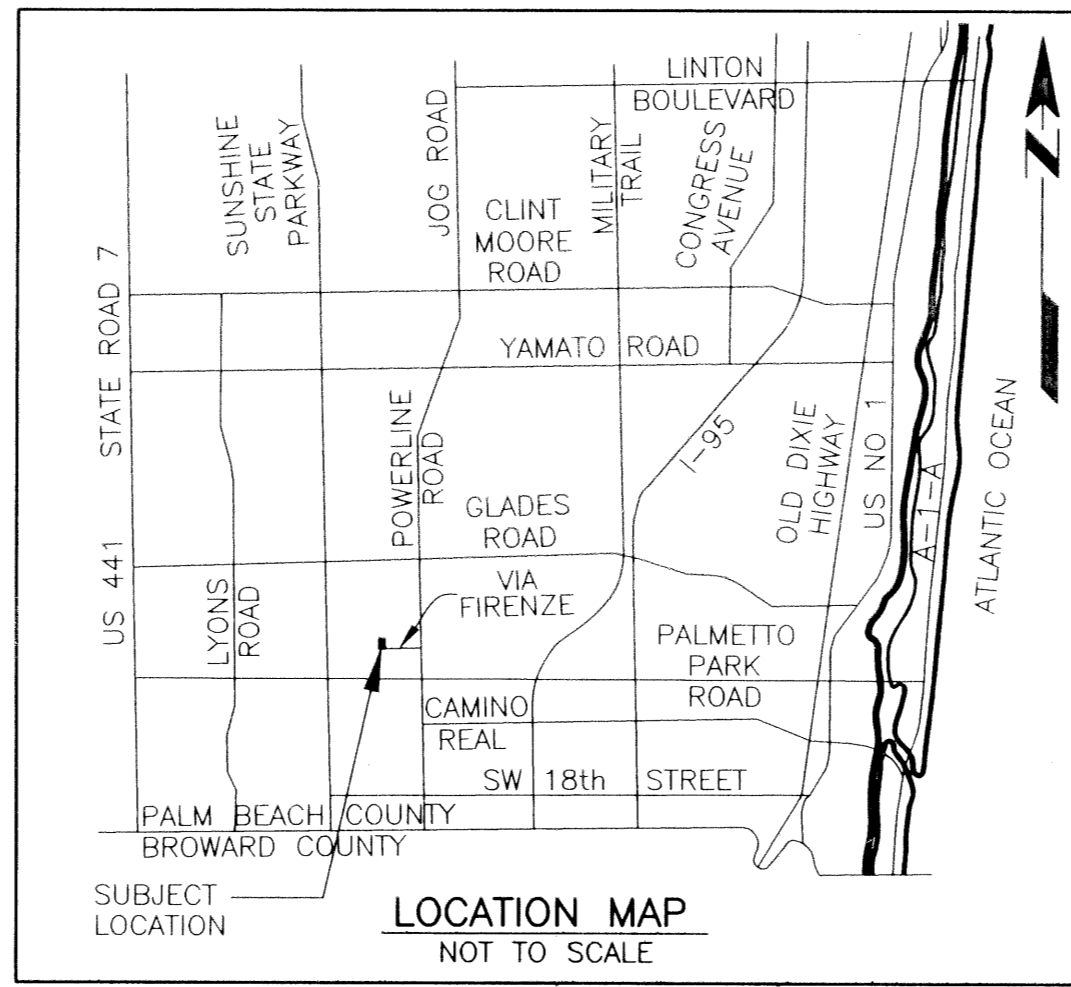 LINTON
BOULEVARD
SUNSHINE
STATE
PARKWAY
JOG ROAD
MILITARY
TRAIL
CONGRESS
AVENUE
N
CLINT
MOORE
ROAD
US 441 STATE ROAD 7
YAMATO ROAD
I-95
POWERLINE
ROAD
OLD DIXIE
HIGHWAY
US NO 1
A-1-A
ATLANTIC OCEAN
GLADES
ROAD
VIA
FIRENZE
LYONS
ROAD
PALMETTO
PARK
ROAD
CAMINO
REAL
SW 18th STREET
PALM BEACH COUNTY
BROWARD COUNTY
SUBJECT
LOCATION
LOCATION MAP
NOT TO SCALE